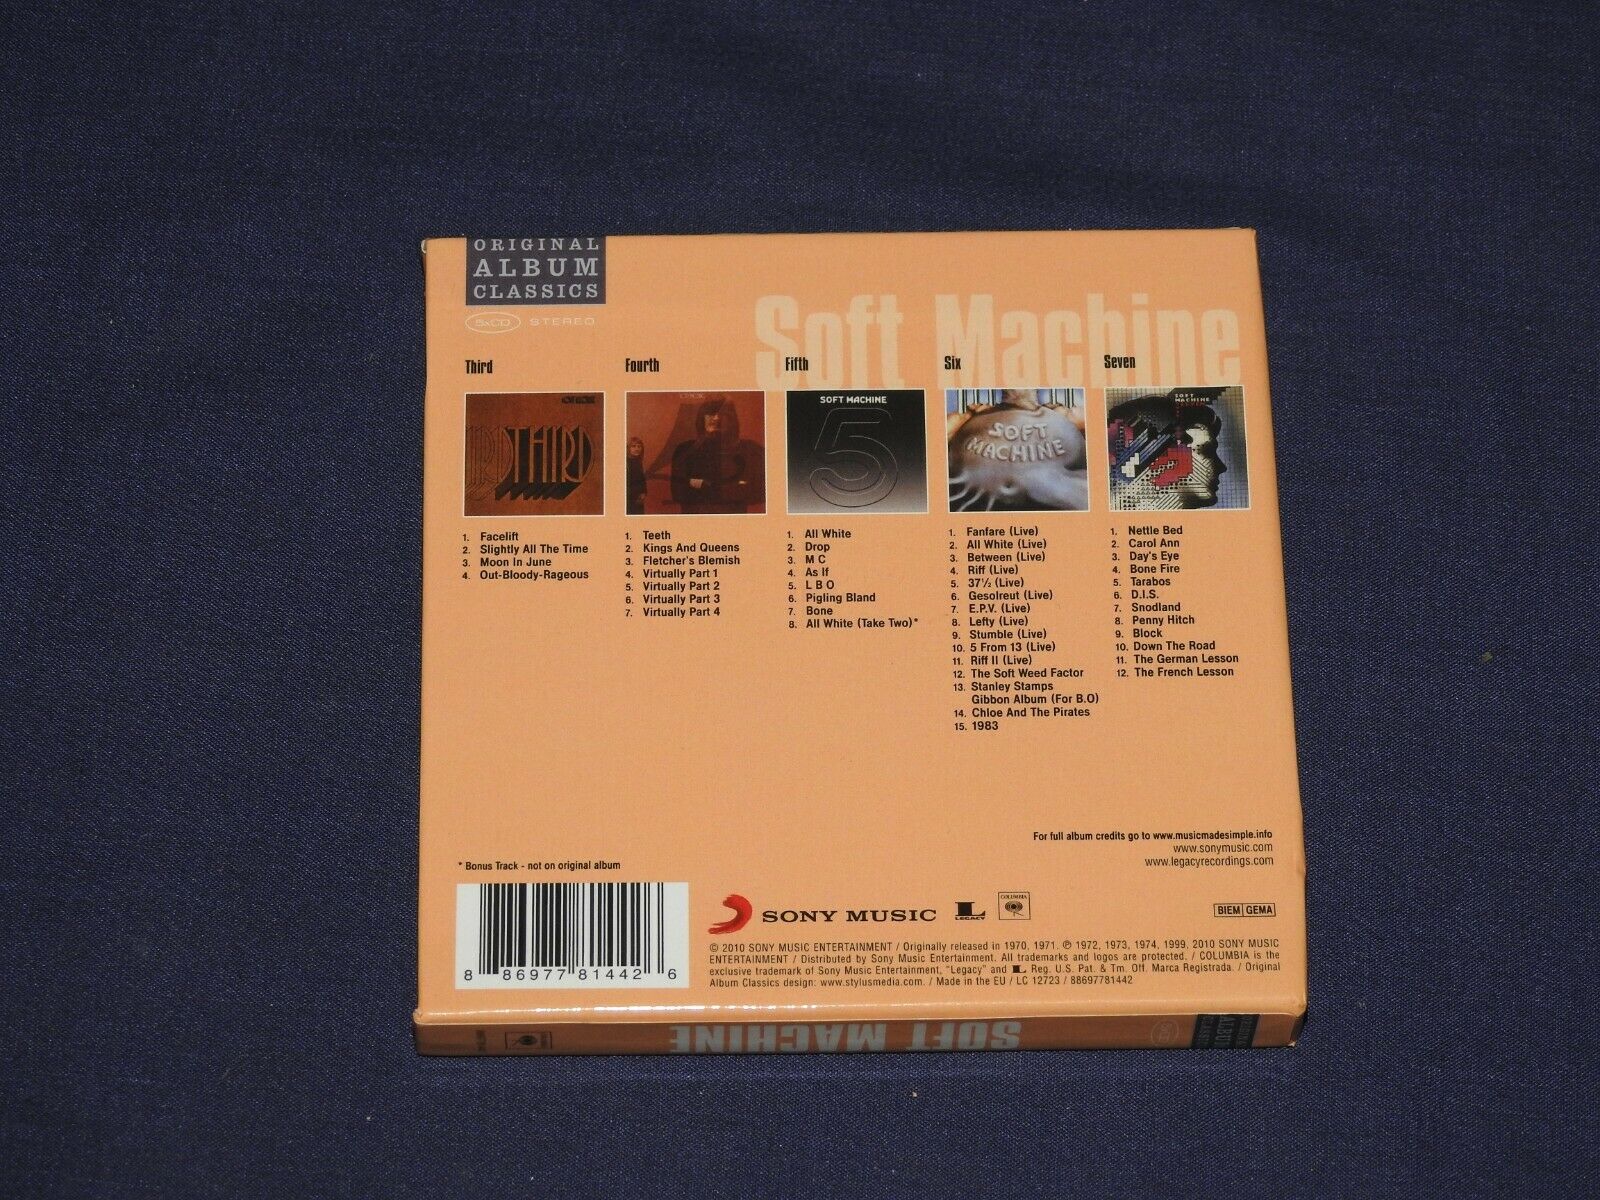 ORIGINAL
ALBUM
CLASSICS
5xCD STEREO
Soft Machine
Third
THIRD
1. Facelift
2. Slightly All The Time
3. Moon In June
4. Out-Bloody-Rageous
Fourth
1. Teeth
2. Kings And Queens
3. Fletcher's Blemish
4. Virtually Part 1
5. Virtually Part 2
6. Virtually Part 3
7. Virtually Part 4
Fifth
SOFT MACHINE
5
1. All White
2. Drop
3. M C
4. As If
5. L B O
6. Pigling Bland
7. Bone
8. All White (Take Two)*
Six
SOFT
MACHINE
1. Fanfare (Live)
2. All White (Live)
3. Between (Live)
4. Riff (Live)
5. 37½ (Live)
6. Gesolreut (Live)
7. E.P.V. (Live)
8. Lefty (Live)
9. Stumble (Live)
10. 5 From 13 (Live)
11. Riff II (Live)
12. The Soft Weed Factor
13. Stanley Stamps
Gibbon Album (For B.O)
14. Chloe And The Pirates
15. 1983
Seven
SOFT
MACHINE
1. Nettle Bed
2. Carol Ann
3. Day's Eye
4. Bone Fire
5. Tarabos
6. D.I.S.
7. Snodland
8. Penny Hitch
9. Block
10. Down The Road
11. The German Lesson
12. The French Lesson
For full album credits go to www.musicmadesimple.info
www.sonymusic.com
www.legacyrecordings.com
* Bonus Track - not on original album
8 86977 81442 6
SONY MUSIC
L
LEGACY
COLUMBIA
BIEM GEMA
© 2010 SONY MUSIC ENTERTAINMENT / Originally released in 1970, 1971. ℗ 1972, 1973, 1974, 1999, 2010 SONY MUSIC
ENTERTAINMENT / Distributed by Sony Music Entertainment. All trademarks and logos are protected. / COLUMBIA is the
exclusive trademark of Sony Music Entertainment, "Legacy" and L Reg. U.S. Pat. & Tm. Off. Marca Registrada. / Original
Album Classics design: www.stylusmedia.com. / Made in the EU / LC 12723 / 88697781442
SOFT MACHINE